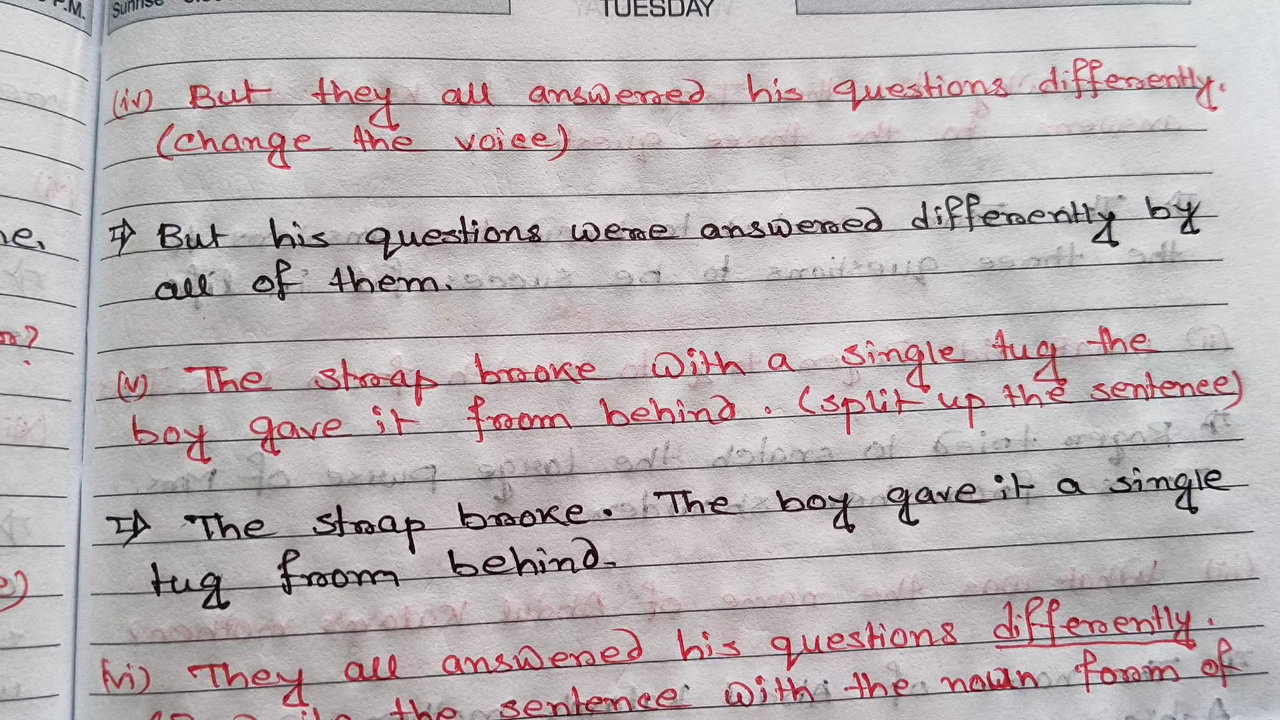 P.M.
Sunrise
TUESDAY
(iv) But they all answered his questions differently.
(change the voice)
⇒ But his questions were answered differently by
all of them.
(v) The strap broke with a single tug the
boy gave it from behind. (split up the sentence)
⇒ The strap broke. The boy gave it a single
tug from behind.
(vi) They all answered his questions differently.
the sentence with the noun form of